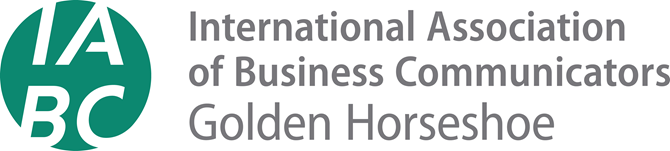 IA
BC
International Association
of Business Communicators
Golden Horseshoe